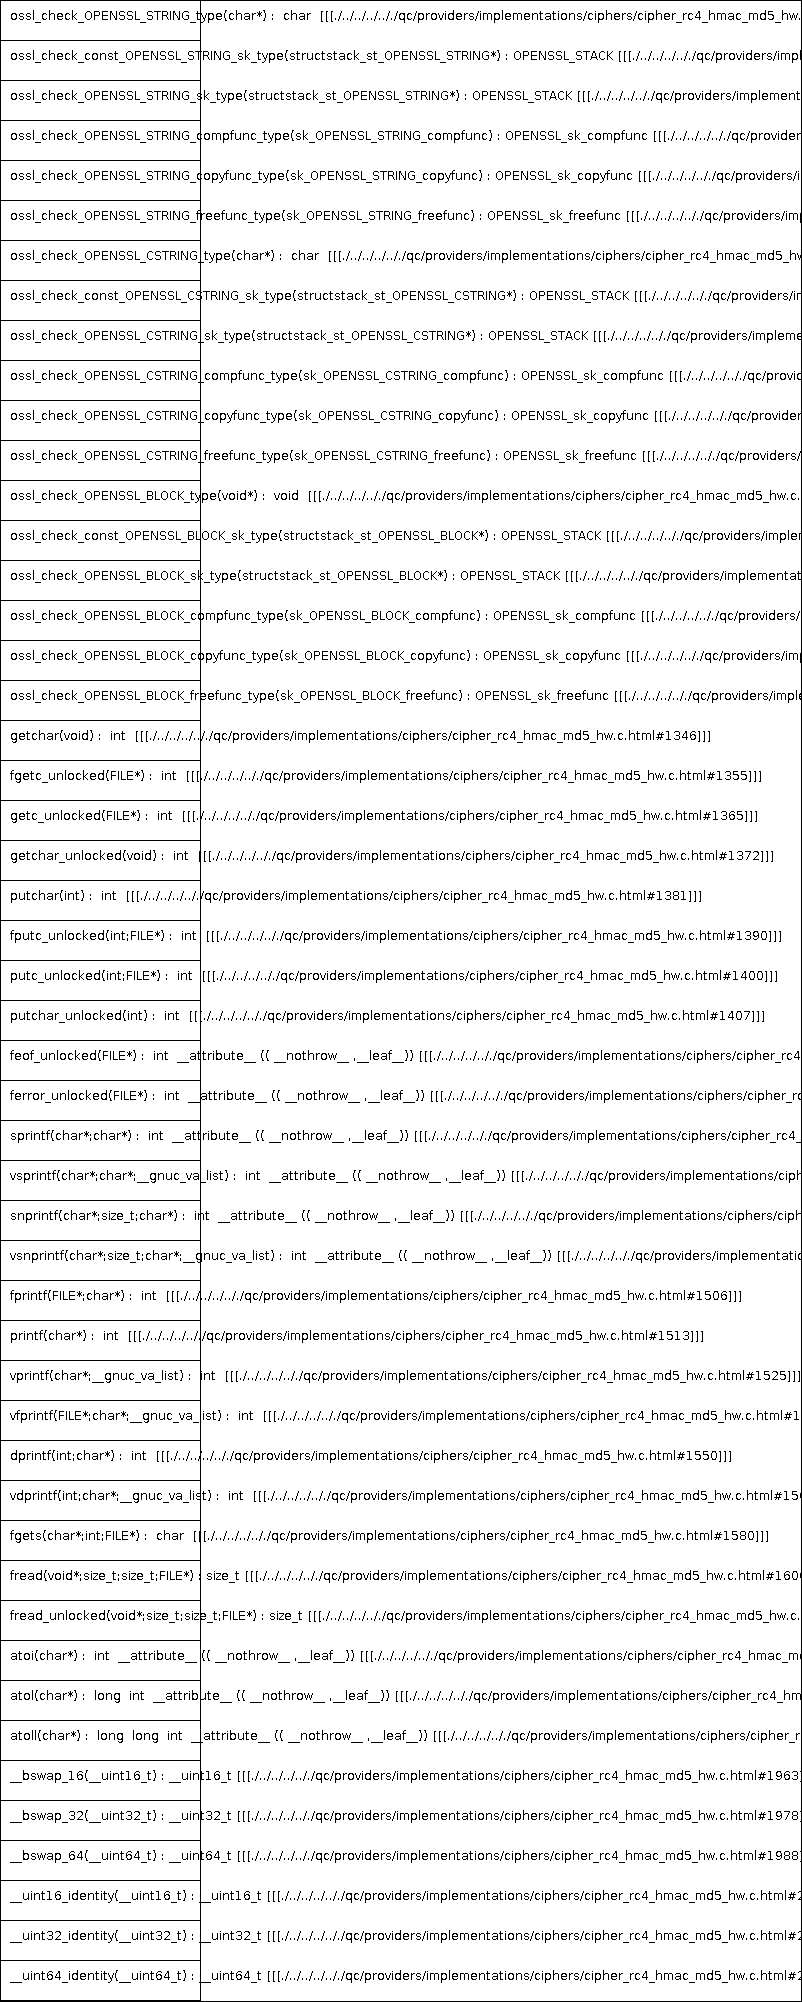 ossl_check_OPENSSL_STRING_type(char*) : char [[[./../../../../../qc/providers/implementations/ciphers/cipher_rc4_hmac_md5_hw.
ossl_check_const_OPENSSL_STRING_sk_type(structstack_st_OPENSSL_STRING*) : OPENSSL_STACK [[[./../../../../../qc/providers/impl
ossl_check_OPENSSL_STRING_sk_type(structstack_st_OPENSSL_STRING*) : OPENSSL_STACK [[[./../../../../../qc/providers/implement
ossl_check_OPENSSL_STRING_compfunc_type(sk_OPENSSL_STRING_compfunc) : OPENSSL_sk_compfunc [[[./../../../../../qc/provider
ossl_check_OPENSSL_STRING_copyfunc_type(sk_OPENSSL_STRING_copyfunc) : OPENSSL_sk_copyfunc [[[./../../../../../qc/providers/i
ossl_check_OPENSSL_STRING_freefunc_type(sk_OPENSSL_STRING_freefunc) : OPENSSL_sk_freefunc [[[./../../../../../qc/providers/imp
ossl_check_OPENSSL_CSTRING_type(char*) : char [[[./../../../../../qc/providers/implementations/ciphers/cipher_rc4_hmac_md5_hw
ossl_check_const_OPENSSL_CSTRING_sk_type(structstack_st_OPENSSL_CSTRING*) : OPENSSL_STACK [[[./../../../../../qc/providers/im
ossl_check_OPENSSL_CSTRING_sk_type(structstack_st_OPENSSL_CSTRING*) : OPENSSL_STACK [[[./../../../../../qc/providers/impleme
ossl_check_OPENSSL_CSTRING_compfunc_type(sk_OPENSSL_CSTRING_compfunc) : OPENSSL_sk_compfunc [[[./../../../../../qc/provid
ossl_check_OPENSSL_CSTRING_copyfunc_type(sk_OPENSSL_CSTRING_copyfunc) : OPENSSL_sk_copyfunc [[[./../../../../../qc/provider
ossl_check_OPENSSL_CSTRING_freefunc_type(sk_OPENSSL_CSTRING_freefunc) : OPENSSL_sk_freefunc [[[./../../../../../qc/providers/
ossl_check_OPENSSL_BLOCK_type(void*) : void [[[./../../../../../qc/providers/implementations/ciphers/cipher_rc4_hmac_md5_hw.c.
ossl_check_const_OPENSSL_BLOCK_sk_type(structstack_st_OPENSSL_BLOCK*) : OPENSSL_STACK [[[./../../../../../qc/providers/implem
ossl_check_OPENSSL_BLOCK_sk_type(structstack_st_OPENSSL_BLOCK*) : OPENSSL_STACK [[[./../../../../../qc/providers/implementat
ossl_check_OPENSSL_BLOCK_compfunc_type(sk_OPENSSL_BLOCK_compfunc) : OPENSSL_sk_compfunc [[[./../../../../../qc/providers/
ossl_check_OPENSSL_BLOCK_copyfunc_type(sk_OPENSSL_BLOCK_copyfunc) : OPENSSL_sk_copyfunc [[[./../../../../../qc/providers/imp
ossl_check_OPENSSL_BLOCK_freefunc_type(sk_OPENSSL_BLOCK_freefunc) : OPENSSL_sk_freefunc [[[./../../../../../qc/providers/imple
getchar(void) : int [[[./../../../../../qc/providers/implementations/ciphers/cipher_rc4_hmac_md5_hw.c.html#1346]]]
fgetc_unlocked(FILE*) : int [[[./../../../../../qc/providers/implementations/ciphers/cipher_rc4_hmac_md5_hw.c.html#1355]]]
getc_unlocked(FILE*) : int [[[./../../../../../qc/providers/implementations/ciphers/cipher_rc4_hmac_md5_hw.c.html#1365]]]
getchar_unlocked(void) : int [[[./../../../../../qc/providers/implementations/ciphers/cipher_rc4_hmac_md5_hw.c.html#1372]]]
putchar(int) : int [[[./../../../../../qc/providers/implementations/ciphers/cipher_rc4_hmac_md5_hw.c.html#1381]]]
fputc_unlocked(int;FILE*) : int [[[./../../../../../qc/providers/implementations/ciphers/cipher_rc4_hmac_md5_hw.c.html#1390]]]
putc_unlocked(int;FILE*) : int [[[./../../../../../qc/providers/implementations/ciphers/cipher_rc4_hmac_md5_hw.c.html#1400]]]
putchar_unlocked(int) : int [[[./../../../../../qc/providers/implementations/ciphers/cipher_rc4_hmac_md5_hw.c.html#1407]]]
feof_unlocked(FILE*) : int __attribute__ (( __nothrow__ ,__leaf__)) [[[./../../../../../qc/providers/implementations/ciphers/cipher_rc4
ferror_unlocked(FILE*) : int __attribute__ (( __nothrow__ ,__leaf__)) [[[./../../../../../qc/providers/implementations/ciphers/cipher_rc
sprintf(char*;char*) : int __attribute__ (( __nothrow__ ,__leaf__)) [[[./../../../../../qc/providers/implementations/ciphers/cipher_rc4_
vsprintf(char*;char*;__gnuc_va_list) : int __attribute__ (( __nothrow__ ,__leaf__)) [[[./../../../../../qc/providers/implementations/ciph
snprintf(char*;size_t;char*) : int __attribute__ (( __nothrow__ ,__leaf__)) [[[./../../../../../qc/providers/implementations/ciphers/ciph
vsnprintf(char*;size_t;char*;__gnuc_va_list) : int __attribute__ (( __nothrow__ ,__leaf__)) [[[./../../../../../qc/providers/implementatio
fprintf(FILE*;char*) : int [[[./../../../../../qc/providers/implementations/ciphers/cipher_rc4_hmac_md5_hw.c.html#1506]]]
printf(char*) : int [[[./../../../../../qc/providers/implementations/ciphers/cipher_rc4_hmac_md5_hw.c.html#1513]]]
vprintf(char*;__gnuc_va_list) : int [[[./../../../../../qc/providers/implementations/ciphers/cipher_rc4_hmac_md5_hw.c.html#1525]]]
vfprintf(FILE*;char*;__gnuc_va_list) : int [[[./../../../../../qc/providers/implementations/ciphers/cipher_rc4_hmac_md5_hw.c.html#1
dprintf(int;char*) : int [[[./../../../../../qc/providers/implementations/ciphers/cipher_rc4_hmac_md5_hw.c.html#1550]]]
vdprintf(int;char*;__gnuc_va_list) : int [[[./../../../../../qc/providers/implementations/ciphers/cipher_rc4_hmac_md5_hw.c.html#156
fgets(char*;int;FILE*) : char [[[./../../../../../qc/providers/implementations/ciphers/cipher_rc4_hmac_md5_hw.c.html#1580]]]
fread(void*;size_t;size_t;FILE*) : size_t [[[./../../../../../qc/providers/implementations/ciphers/cipher_rc4_hmac_md5_hw.c.html#160
fread_unlocked(void*;size_t;size_t;FILE*) : size_t [[[./../../../../../qc/providers/implementations/ciphers/cipher_rc4_hmac_md5_hw.c.
atoi(char*) : int __attribute__ (( __nothrow__ ,__leaf__)) [[[./../../../../../qc/providers/implementations/ciphers/cipher_rc4_hmac_m
atol(char*) : long int __attribute__ (( __nothrow__ ,__leaf__)) [[[./../../../../../qc/providers/implementations/ciphers/cipher_rc4_hm
atoll(char*) : long long int __attribute__ (( __nothrow__ ,__leaf__)) [[[./../../../../../qc/providers/implementations/ciphers/cipher_r
__bswap_16(__uint16_t) : __uint16_t [[[./../../../../../qc/providers/implementations/ciphers/cipher_rc4_hmac_md5_hw.c.html#1963]
__bswap_32(__uint32_t) : __uint32_t [[[./../../../../../qc/providers/implementations/ciphers/cipher_rc4_hmac_md5_hw.c.html#1978]
__bswap_64(__uint64_t) : __uint64_t [[[./../../../../../qc/providers/implementations/ciphers/cipher_rc4_hmac_md5_hw.c.html#1988]
__uint16_identity(__uint16_t) : __uint16_t [[[./../../../../../qc/providers/implementations/ciphers/cipher_rc4_hmac_md5_hw.c.html#2
__uint32_identity(__uint32_t) : __uint32_t [[[./../../../../../qc/providers/implementations/ciphers/cipher_rc4_hmac_md5_hw.c.html#2
__uint64_identity(__uint64_t) : __uint64_t [[[./../../../../../qc/providers/implementations/ciphers/cipher_rc4_hmac_md5_hw.c.html#2